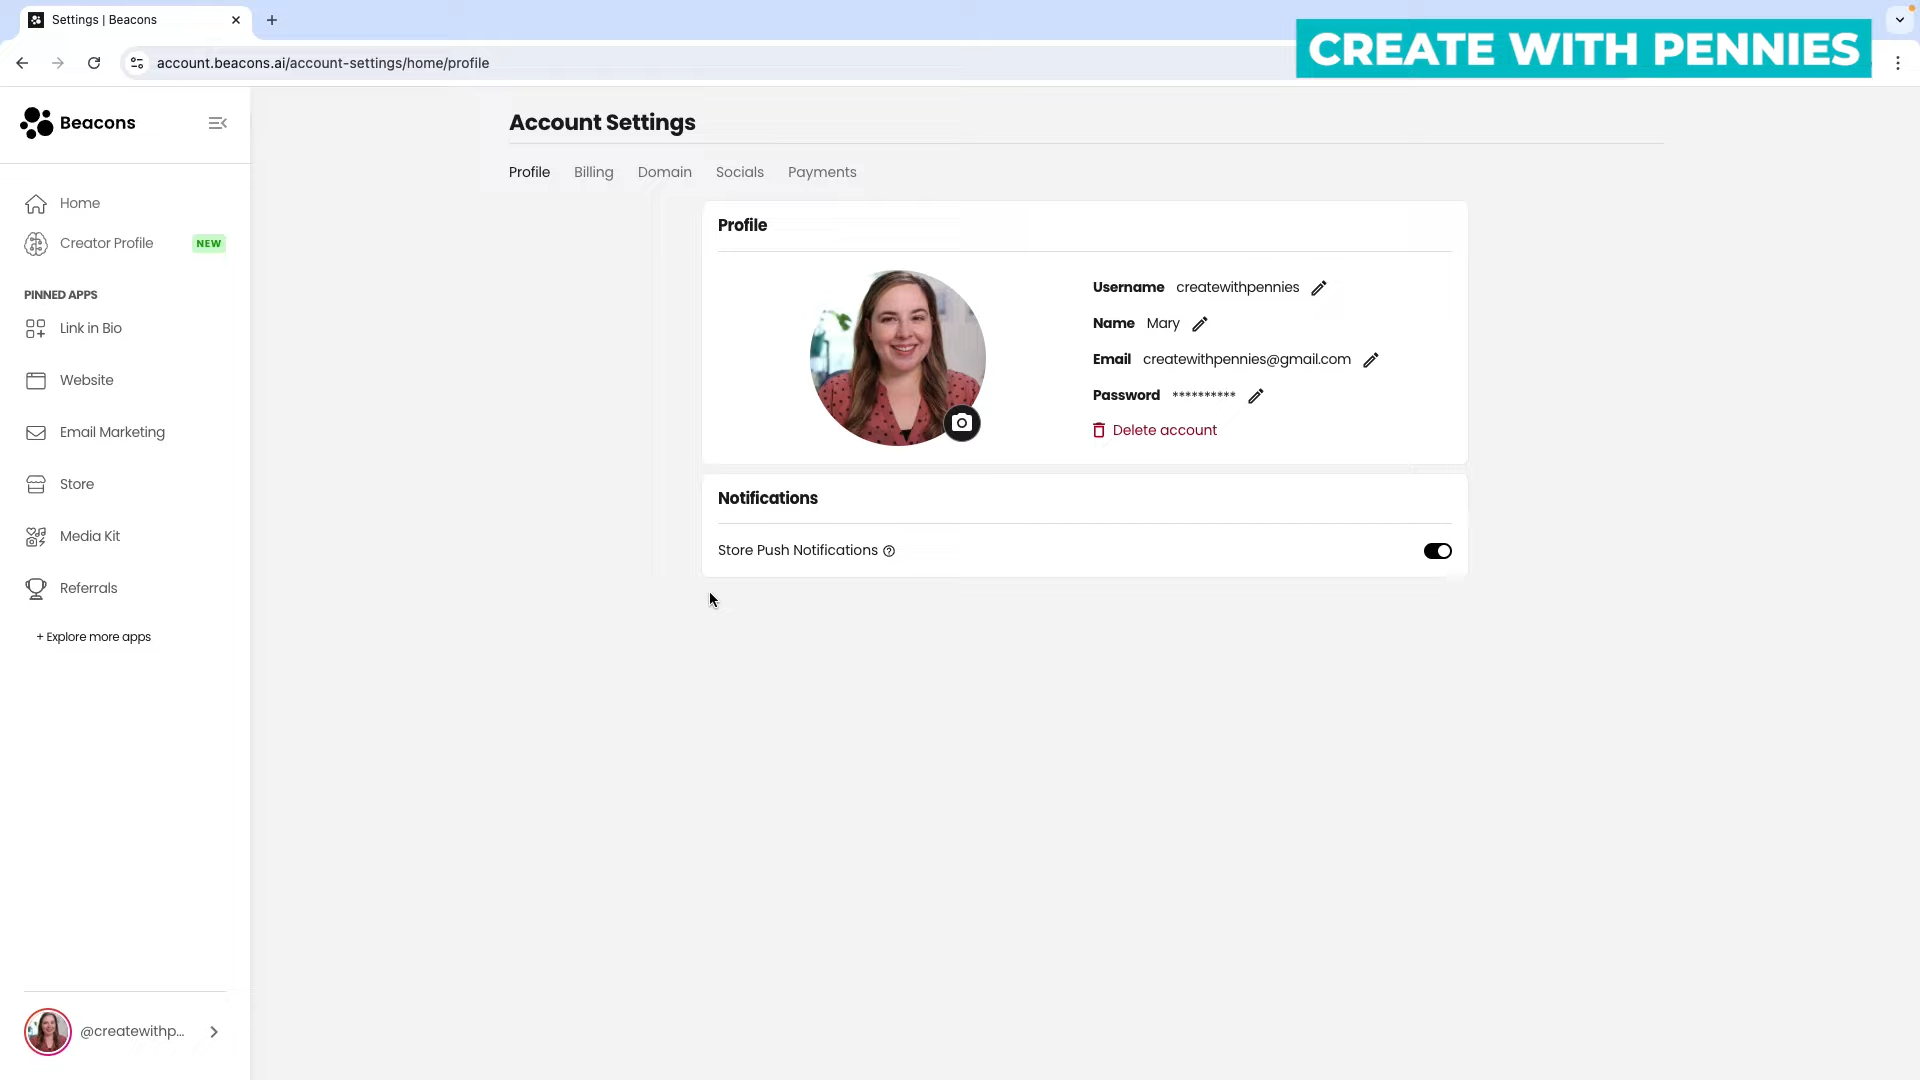 Settings | Beacons
account.beacons.ai/account-settings/home/profile
CREATE WITH PENNIES
Beacons
Home
Creator Profile NEW
PINNED APPS
Link in Bio
Website
Email Marketing
Store
Media Kit
Referrals
+ Explore more apps
@createwithp...
Account Settings
Profile Billing Domain Socials Payments
Profile
Username createwithpennies
Name Mary
Email createwithpennies@gmail.com
Password **********
Delete account
Notifications
Store Push Notifications